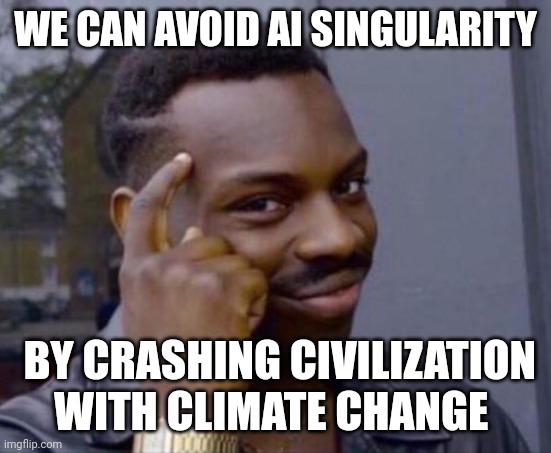 WE CAN AVOID AI SINGULARITY
BY CRASHING CIVILIZATION
WITH CLIMATE CHANGE
imgflip.com